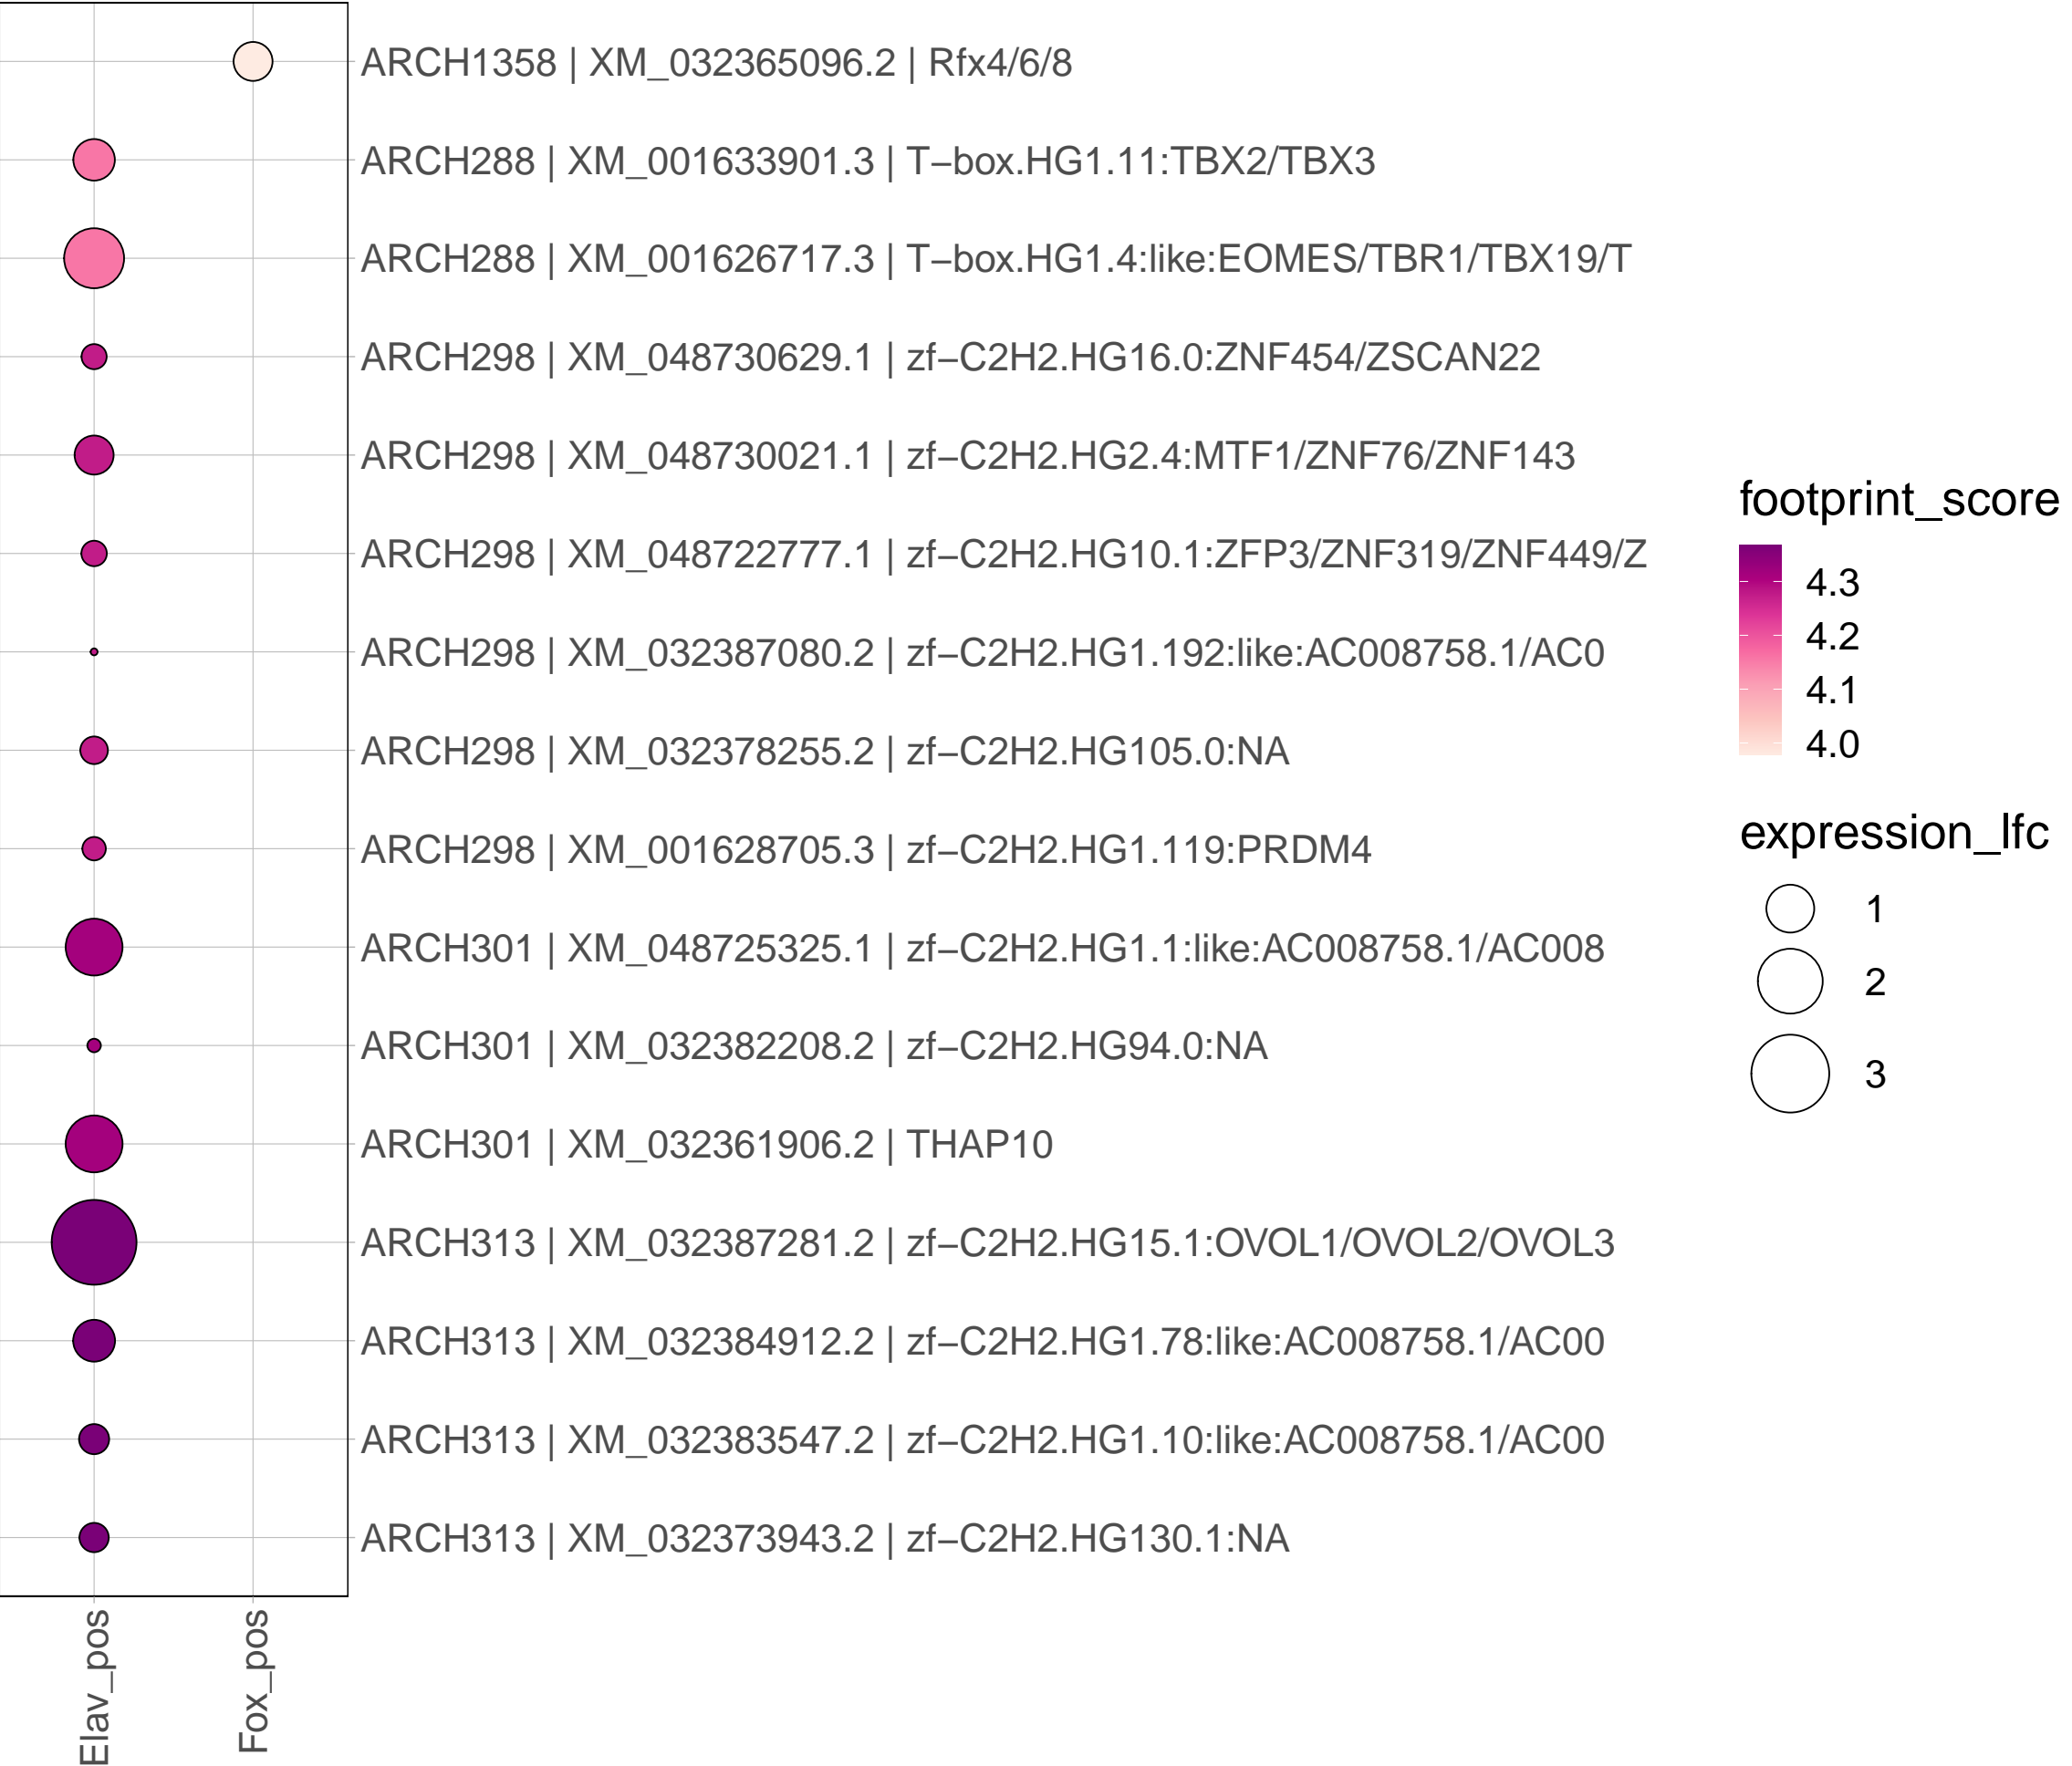 ARCH1358 | XM_032365096.2 | Rfx4/6/8
ARCH288 | XM_001633901.3 | T−box.HG1.11:TBX2/TBX3
ARCH288 | XM_001626717.3 | T−box.HG1.4:like:EOMES/TBR1/TBX19/T
ARCH298 | XM_048730629.1 | zf−C2H2.HG16.0:ZNF454/ZSCAN22
ARCH298 | XM_048730021.1 | zf−C2H2.HG2.4:MTF1/ZNF76/ZNF143
ARCH298 | XM_048722777.1 | zf−C2H2.HG10.1:ZFP3/ZNF319/ZNF449/Z
ARCH298 | XM_032387080.2 | zf−C2H2.HG1.192:like:AC008758.1/AC0
ARCH298 | XM_032378255.2 | zf−C2H2.HG105.0:NA
ARCH298 | XM_001628705.3 | zf−C2H2.HG1.119:PRDM4
ARCH301 | XM_048725325.1 | zf−C2H2.HG1.1:like:AC008758.1/AC008
ARCH301 | XM_032382208.2 | zf−C2H2.HG94.0:NA
ARCH301 | XM_032361906.2 | THAP10
ARCH313 | XM_032387281.2 | zf−C2H2.HG15.1:OVOL1/OVOL2/OVOL3
ARCH313 | XM_032384912.2 | zf−C2H2.HG1.78:like:AC008758.1/AC00
ARCH313 | XM_032383547.2 | zf−C2H2.HG1.10:like:AC008758.1/AC00
ARCH313 | XM_032373943.2 | zf−C2H2.HG130.1:NA
Elav_pos
Fox_pos
footprint_score
4.3
4.2
4.1
4.0
expression_lfc
1
2
3